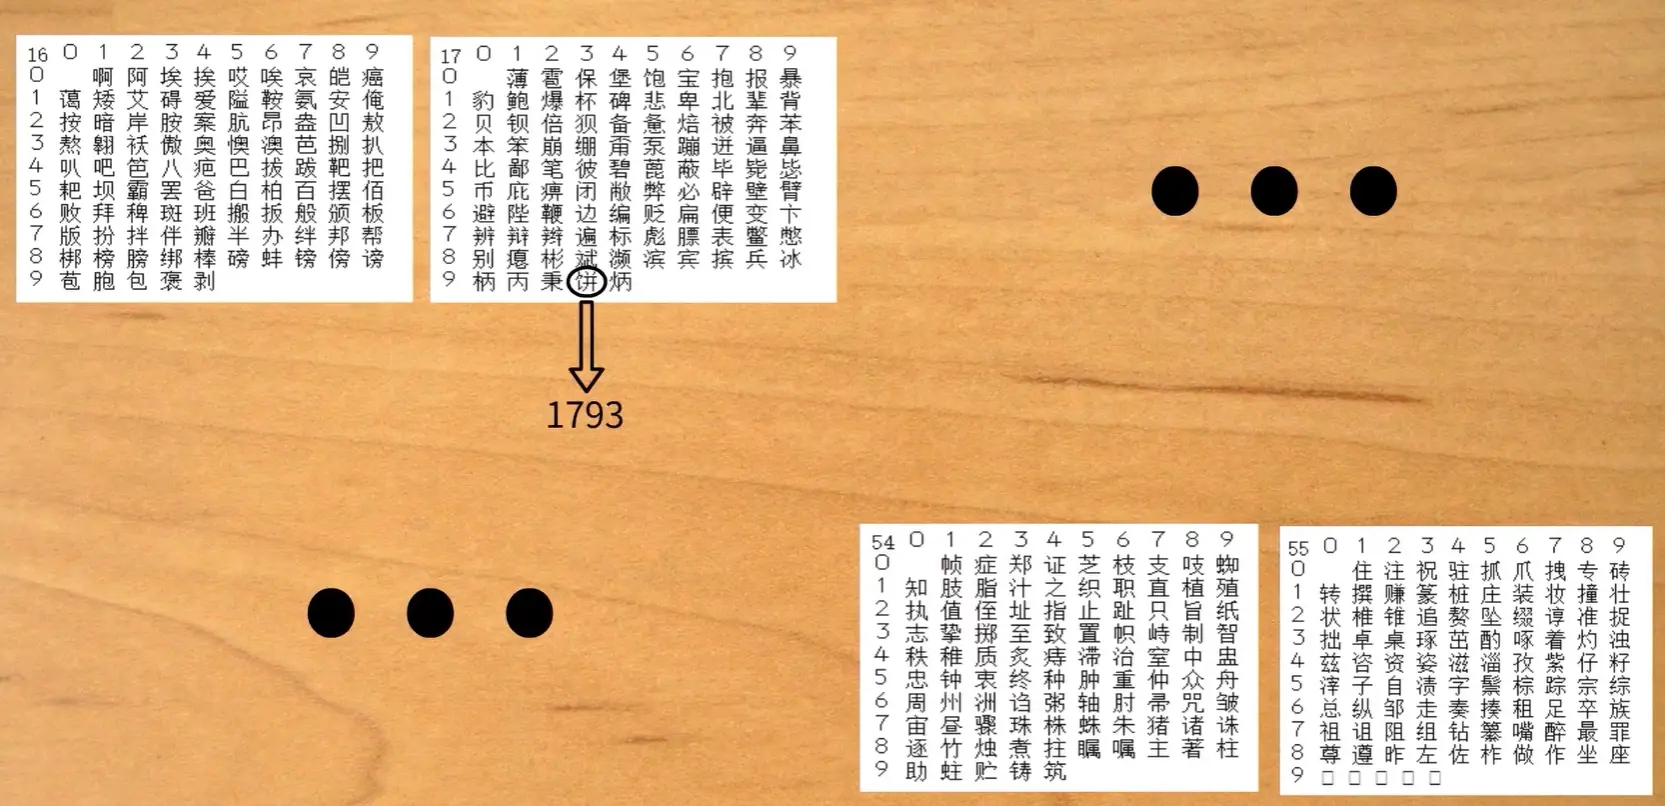 16 0 1 2 3 4 5 6 7 8 9
0 啊 阿 埃 挨 哎 唉 哀 皑 癌
1 蔼 矮 艾 碍 爱 隘 鞍 氨 安 俺
2 按 暗 岸 胺 案 肮 昂 盎 凹 敖
3 熬 翱 袄 傲 奥 懊 澳 芭 捌 扒
4 叭 吧 笆 八 疤 巴 拔 跋 靶 把
5 耙 坝 霸 罢 爸 白 柏 百 摆 佰
6 败 拜 稗 斑 班 搬 扳 般 颁 板
7 版 扮 拌 伴 瓣 半 办 绊 邦 帮
8 梆 榜 膀 绑 棒 磅 蚌 镑 傍 谤
9 苞 胞 包 褒 剥
17 0 1 2 3 4 5 6 7 8 9
0 薄 雹 保 堡 饱 宝 抱 报 暴
1 豹 鲍 爆 杯 碑 悲 卑 北 辈 背
2 贝 钡 倍 狈 备 惫 焙 被 奔 苯
3 本 笨 崩 绷 甭 泵 蹦 迸 逼 鼻
4 比 鄙 笔 彼 碧 蓖 蔽 毕 毙 毖
5 币 庇 痹 闭 敝 弊 必 辟 壁 臂
6 避 陛 鞭 边 编 贬 扁 便 变 卞
7 辨 辩 辫 遍 标 彪 膘 表 鳖 憋
8 别 瘪 彬 斌 濒 滨 宾 摈 兵 冰
9 柄 丙 秉 饼 炳
1793
54 0 1 2 3 4 5 6 7 8 9
0 帧 症 郑 证 芝 枝 支 吱 蜘
1 知 肢 脂 汁 之 织 职 直 植 殖
2 执 值 侄 址 指 止 趾 只 旨 纸
3 志 挚 掷 至 致 置 帜 峙 制 智
4 秩 稚 质 炙 痔 滞 治 窒 中 盅
5 忠 钟 衷 终 种 肿 重 仲 众 舟
6 周 州 洲 诌 粥 轴 肘 帚 咒 皱
7 宙 昼 骤 珠 株 蛛 朱 猪 诸 诛
8 逐 竹 烛 煮 拄 瞩 嘱 主 著 柱
9 助 蛀 贮 铸 筑
55 0 1 2 3 4 5 6 7 8 9
0 住 注 祝 驻 抓 爪 拽 专 砖
1 转 撰 赚 篆 桩 庄 装 妆 撞 壮
2 状 椎 锥 追 赘 坠 缀 谆 准 捉
3 拙 卓 桌 琢 茁 酌 啄 着 灼 浊
4 兹 咨 资 姿 滋 淄 孜 紫 仔 籽
5 滓 子 自 渍 字 鬃 棕 踪 宗 综
6 总 纵 邹 走 奏 揍 租 足 卒 族
7 祖 诅 阻 组 钻 纂 嘴 醉 最 罪
8 尊 遵 昨 左 佐 柞 做 作 坐 座
9 □ □ □ □ □